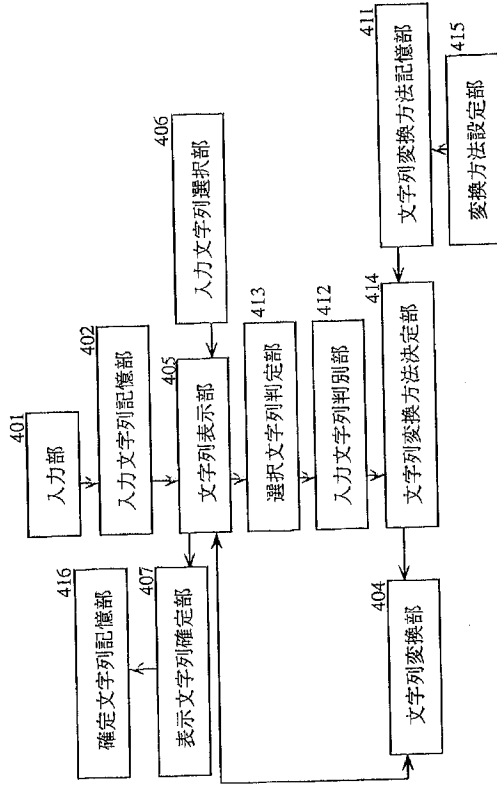 401
入力部
402
入力文字列記憶部
406
入力文字列選択部
405
文字列表示部
416
確定文字列記憶部
407
表示文字列確定部
413
選択文字列判定部
412
入力文字列判別部
411
文字列変換方法記憶部
415
変換方法設定部
414
文字列変換方法決定部
404
文字列変換部